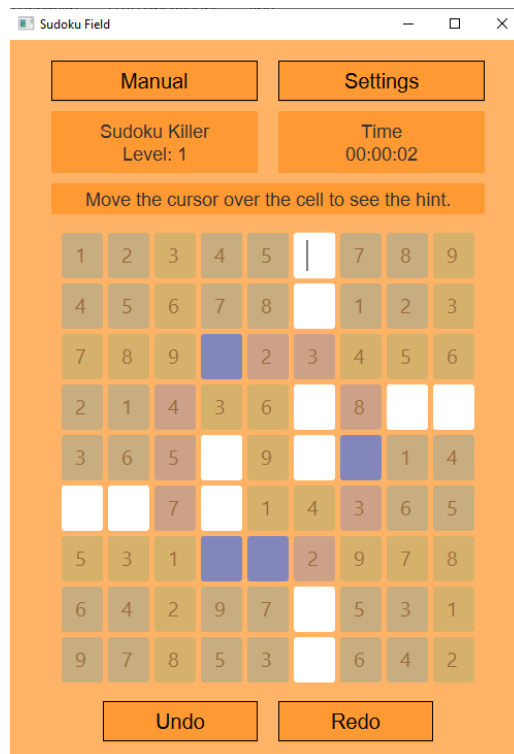 Sudoku Field
Manual Settings
Sudoku Killer Time
Level: 1 00:00:02
Move the cursor over the cell to see the hint.
1 2 3 4 5 7 8 9
4 5 6 7 8 1 2 3
7 8 9 2 3 4 5 6
2 1 4 3 6 8
3 6 5 9 1 4
7 1 4 3 6 5
5 3 1 2 9 7 8
6 4 2 9 7 5 3 1
9 7 8 5 3 6 4 2
Undo Redo